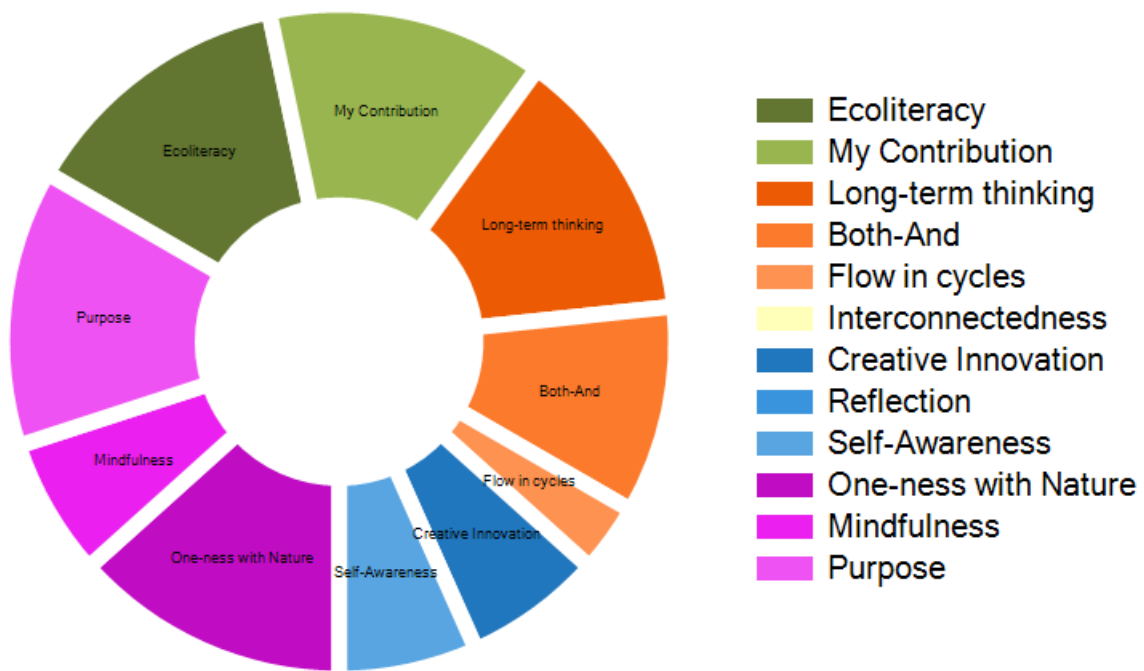 My Contribution
Ecoliteracy
Long-term thinking
Purpose
Both-And
Mindfulness
Flow in cycles
Creative Innovation
One-ness with Nature
Self-Awareness
Ecoliteracy
My Contribution
Long-term thinking
Both-And
Flow in cycles
Interconnectedness
Creative Innovation
Reflection
Self-Awareness
One-ness with Nature
Mindfulness
Purpose